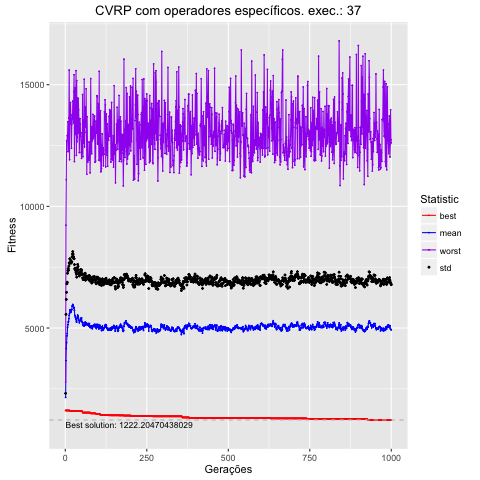 CVRP com operadores específicos. exec.: 37
Fitness
15000
10000
5000
Best solution: 1222.20470438029
0
250
500
750
1000
Gerações
Statistic
best
mean
worst
std